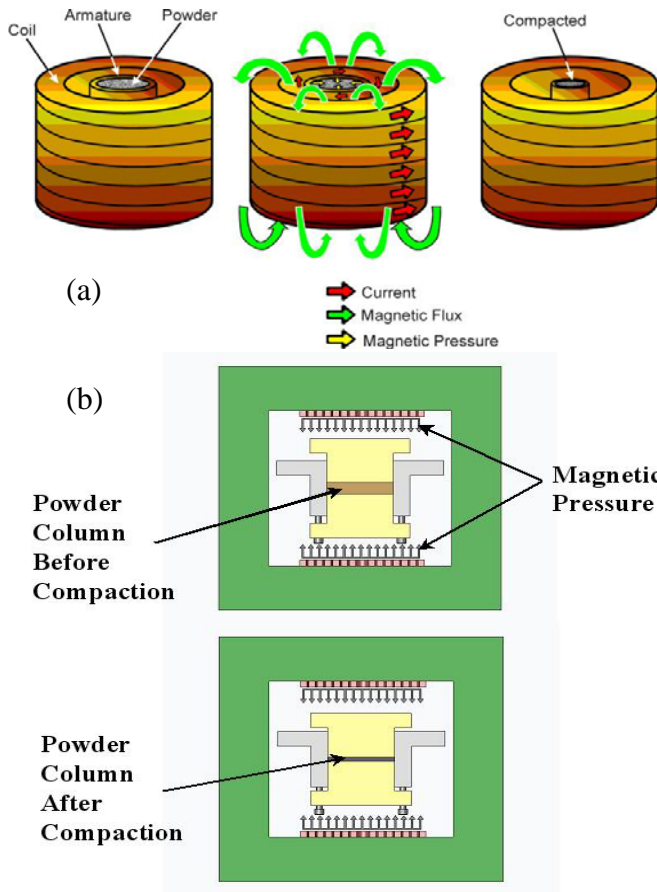 Coil
Armature
Powder
Compacted
(a)
Current
Magnetic Flux
Magnetic Pressure
(b)
Powder
Column
Before
Compaction
Magnetic
Pressure
Powder
Column
After
Compaction